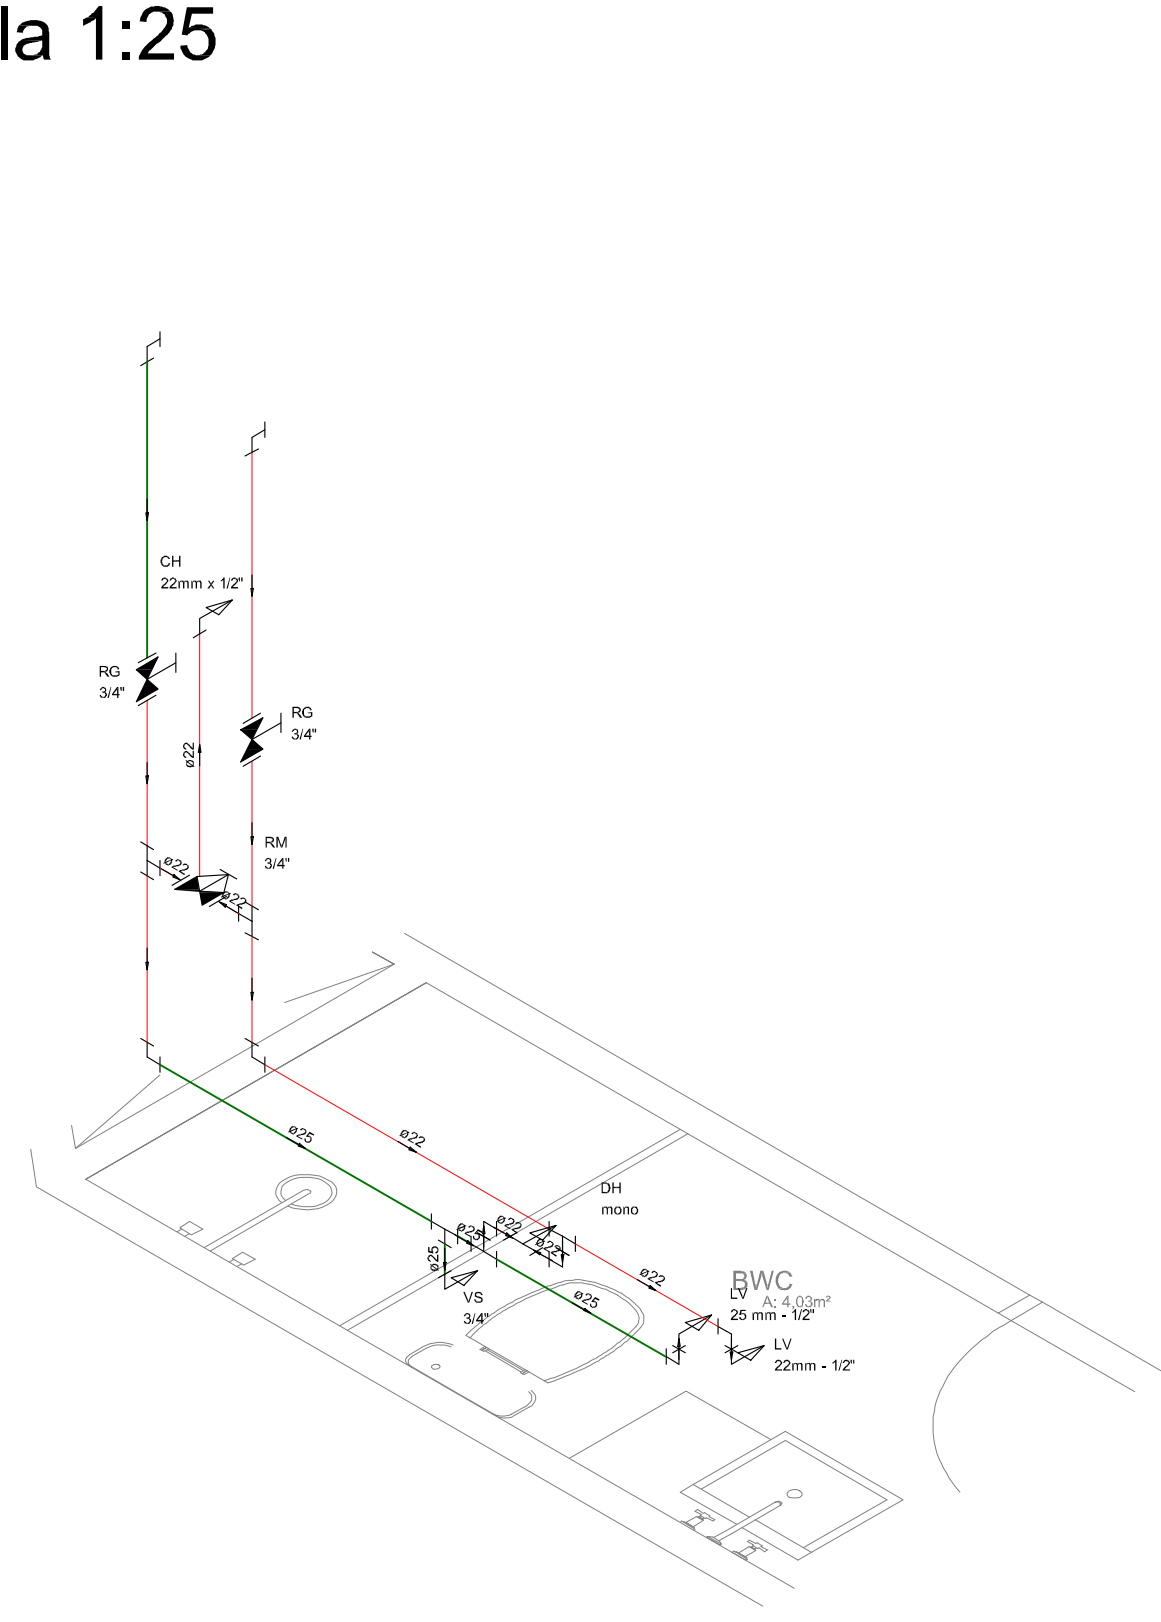 la 1:25
CH
22mm x 1/2"
RG
3/4"
RG
3/4"
ø22
RM
3/4"
ø22
ø22
ø25
ø22
DH
mono
ø25
ø22
ø22
ø25
VS
3/4"
ø22
ø25
BWC
A: 4,03m²
LV
25 mm - 1/2"
LV
22mm - 1/2"